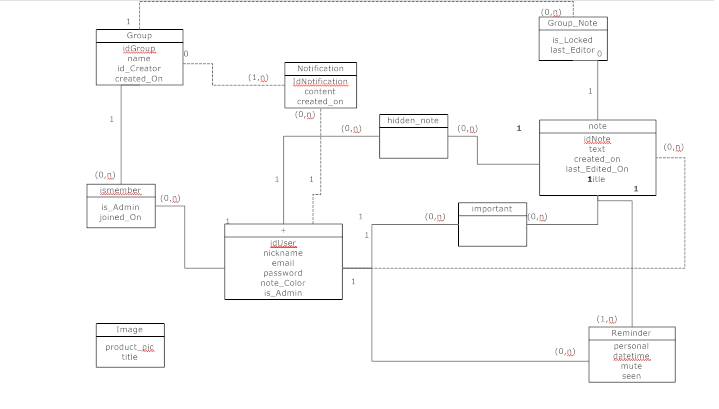 (0,n)
1
Group
idGroup
name
id_Creator
created_On
0
Group_Note
is_Locked
last_Editor
0
Notification
IdNotification
content
created_on
(1,n)
(0,n)
1
1
hidden_note
(0,n)
(0,n)
1
note
idNote
text
created_on
last_Edited_On
title
1
1
(0,n)
(0,n)
ismember
is_Admin
joined_On
(0,n)
1
1
1
+
idUser
nickname
email
password
note_Color
is_Admin
1
1
1
important
(0,n)
(0,n)
Image
product_pic
title
(1,n)
Reminder
personal
datetime
mute
seen
(0,n)